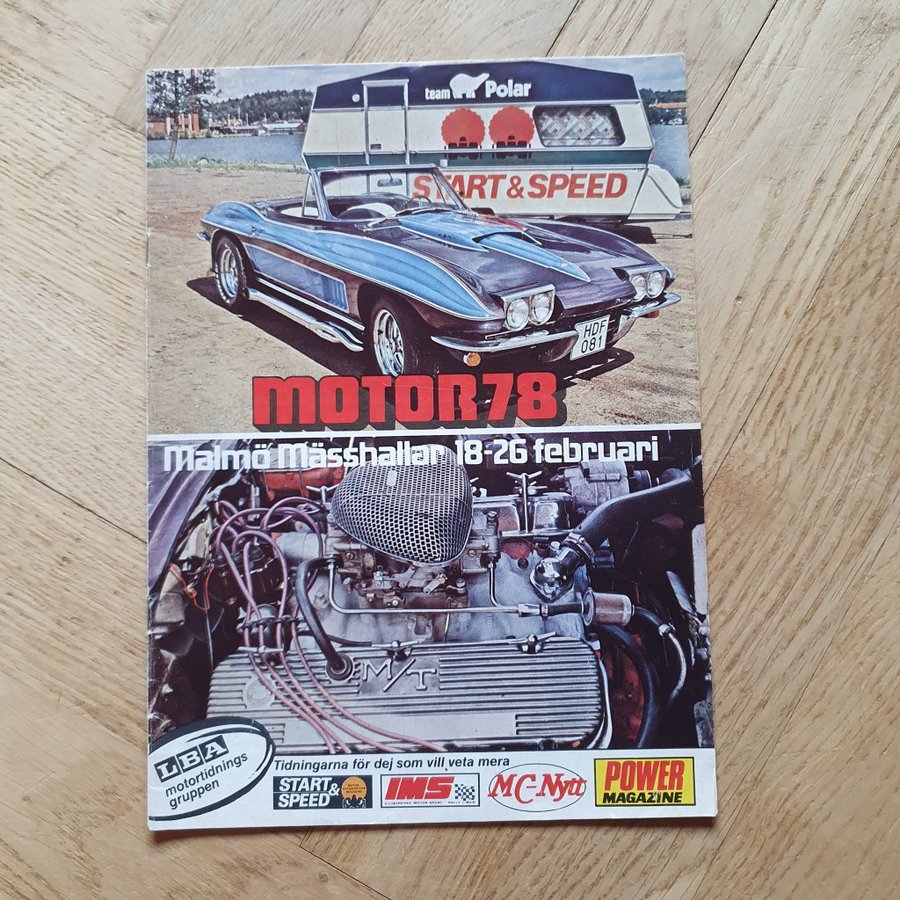 team Polar
START & SPEED
HDF
081
MOTOR78
Malmö Mässhallar 18-26 februari
M/T
LBA
motortidnings
gruppen
Tidningarna för dej som vill veta mera
START
& SPEED
IMS
MC-Nytt
POWER
MAGAZINE